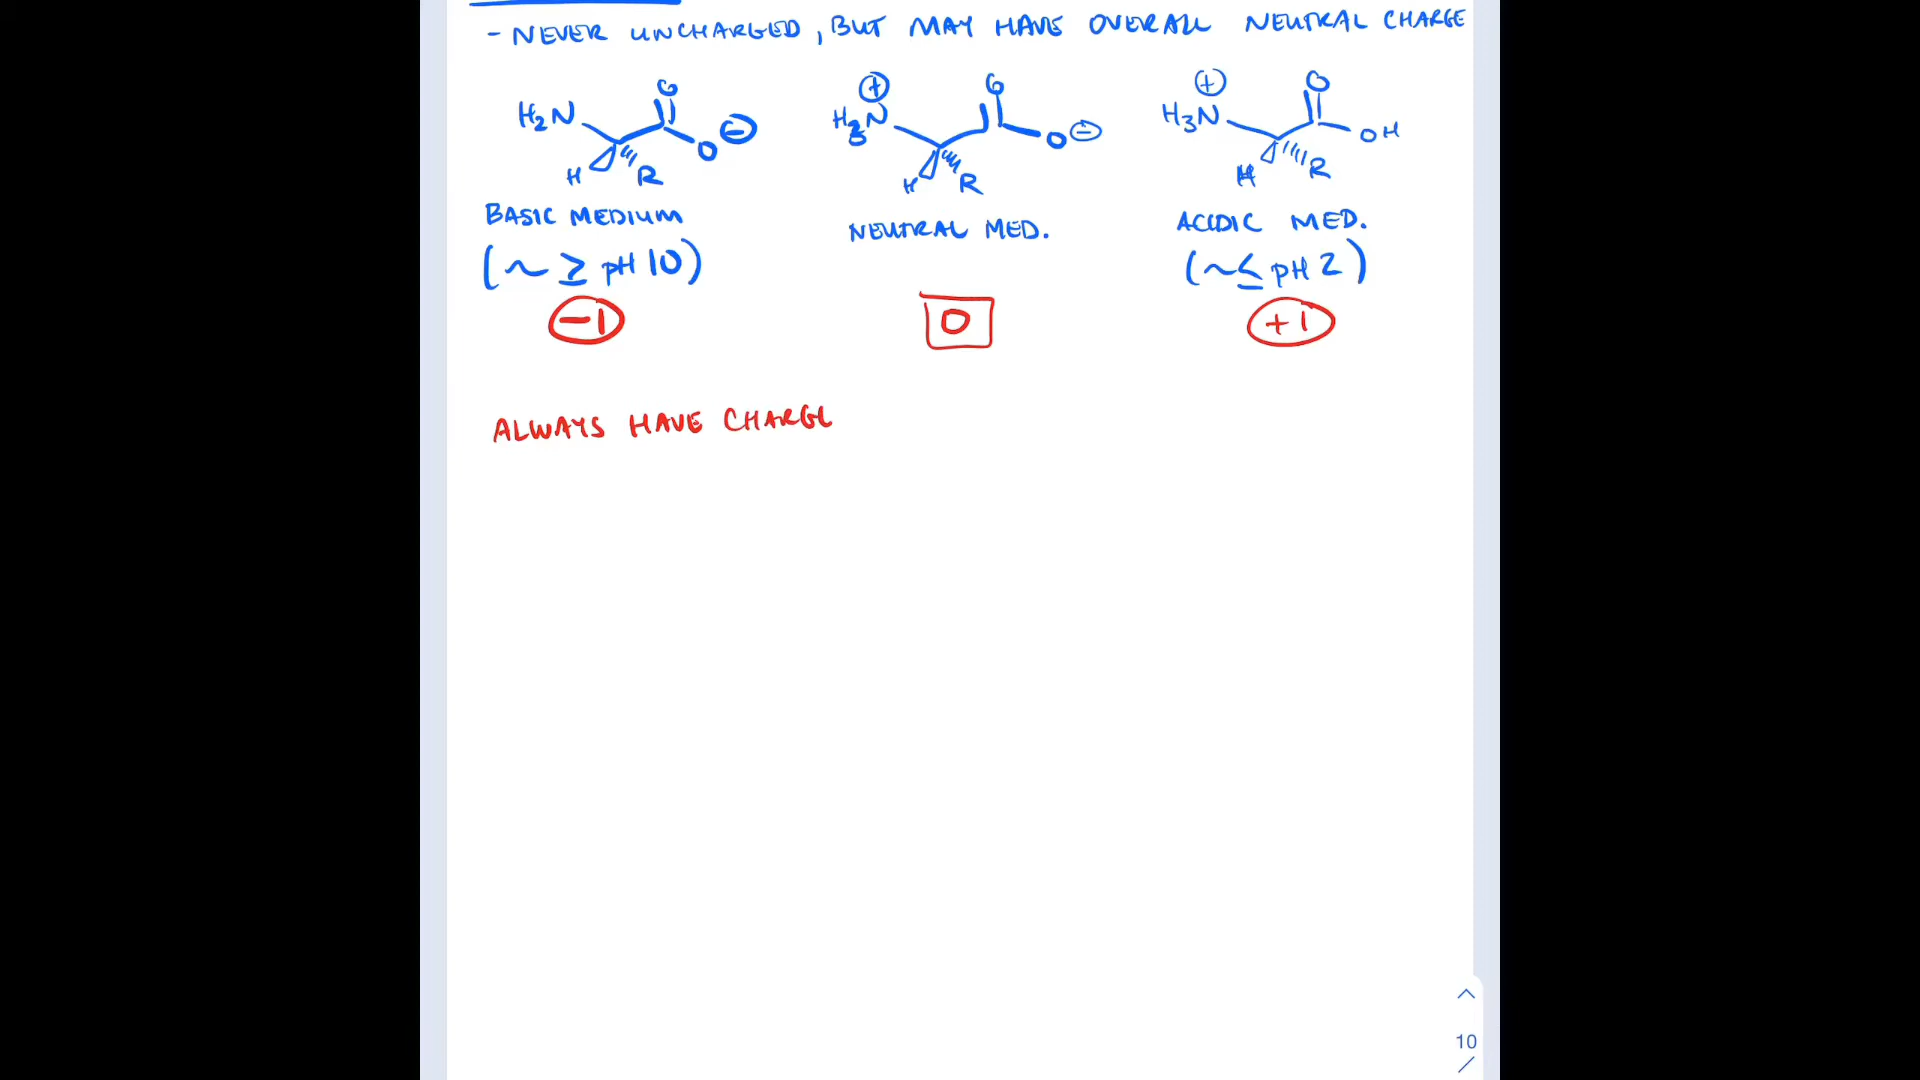 - NEVER UNCHARGED, BUT MAY HAVE OVERALL NEUTRAL CHARGE
H₂N O O ⊖ H R
H₃N ⊕ O O ⊖ H R
H₃N ⊕ O OH H R
BASIC MEDIUM
NEUTRAL MED.
ACIDIC MED.
(~ ≥ pH 10)
(~≤ pH 2)
-1
0
+1
ALWAYS HAVE CHARGE
10